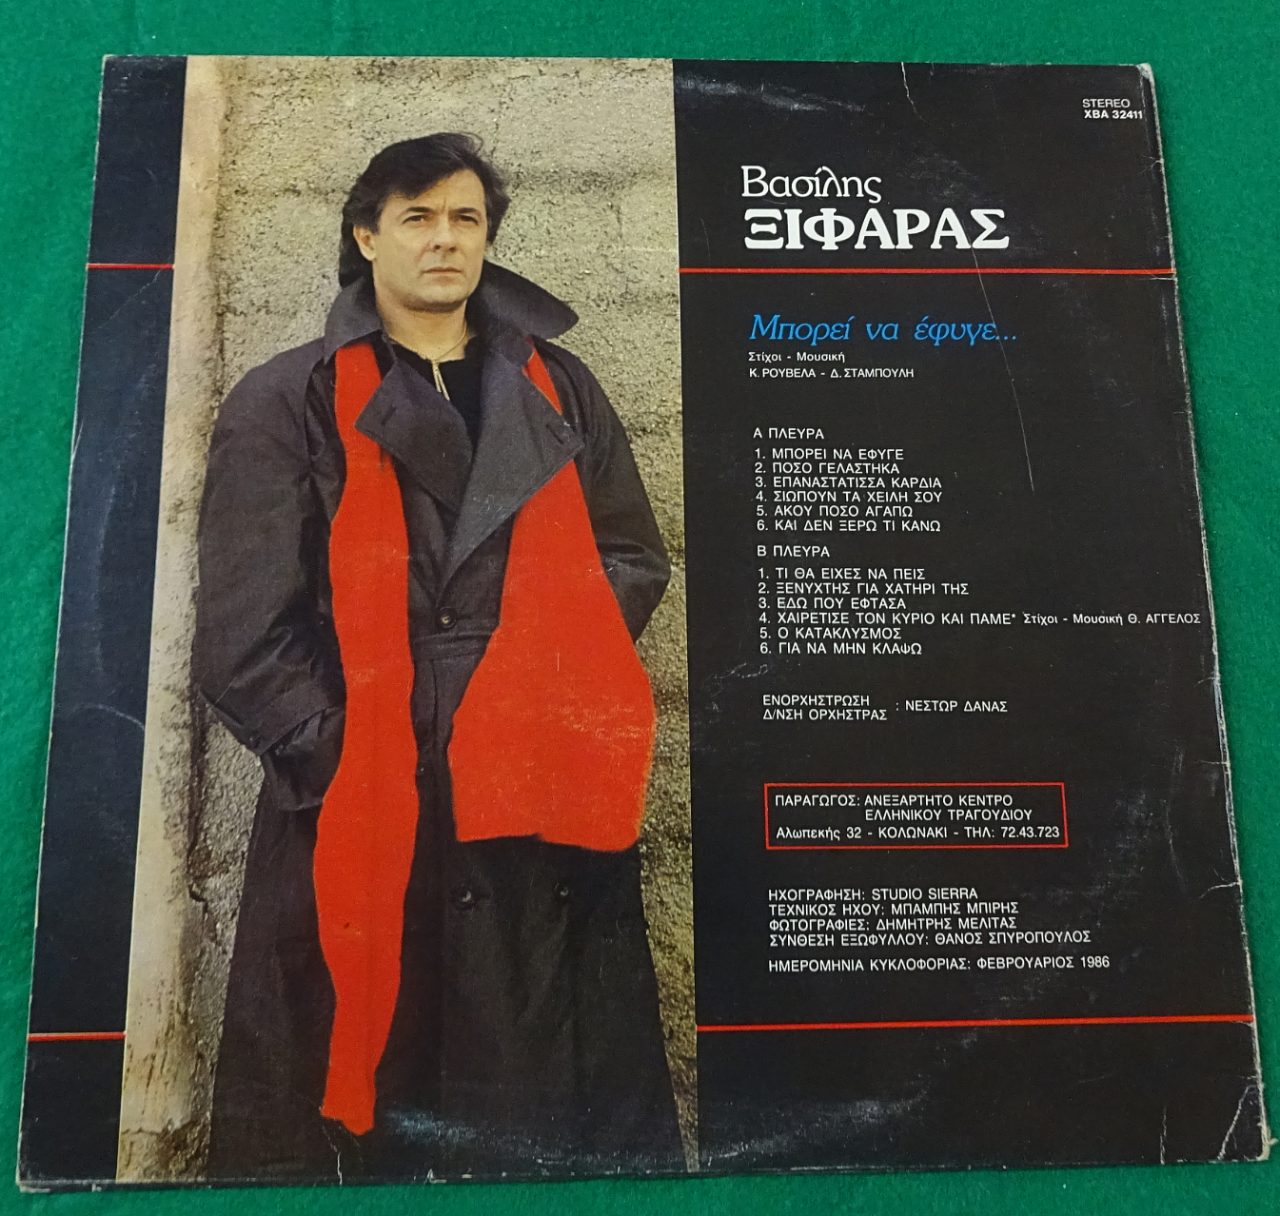 STEREO
XBA 32411
Βασίλης
ΞΙΦΑΡΑΣ
Μπορεί να έφυγε...
Στίχοι - Μουσική
Κ. ΡΟΥΒΕΛΑ - Δ. ΣΤΑΜΠΟΥΛΗ
Α ΠΛΕΥΡΑ
1. ΜΠΟΡΕΙ ΝΑ ΕΦΥΓΕ
2. ΠΟΣΟ ΓΕΛΑΣΤΗΚΑ
3. ΕΠΑΝΑΣΤΑΤΙΣΣΑ ΚΑΡΔΙΑ
4. ΣΙΩΠΟΥΝ ΤΑ ΧΕΙΛΗ ΣΟΥ
5. ΑΚΟΥ ΠΟΣΟ ΑΓΑΠΩ
6. ΚΑΙ ΔΕΝ ΞΕΡΩ ΤΙ ΚΑΝΩ
Β ΠΛΕΥΡΑ
1. ΤΙ ΘΑ ΕΙΧΕΣ ΝΑ ΠΕΙΣ
2. ΞΕΝΥΧΤΗΣ ΓΙΑ ΧΑΤΗΡΙ ΤΗΣ
3. ΕΔΩ ΠΟΥ ΕΦΤΑΣΑ
4. ΧΑΙΡΕΤΙΣΕ ΤΟΝ ΚΥΡΙΟ ΚΑΙ ΠΑΜΕ* Στίχοι - Μουσική Θ. ΑΓΓΕΛΟΣ
5. Ο ΚΑΤΑΚΛΥΣΜΟΣ
6. ΓΙΑ ΝΑ ΜΗΝ ΚΛΑΨΩ
ΕΝΟΡΧΗΣΤΡΩΣΗ
Δ/ΝΣΗ ΟΡΧΗΣΤΡΑΣ : ΝΕΣΤΩΡ ΔΑΝΑΣ
ΠΑΡΑΓΩΓΟΣ: ΑΝΕΞΑΡΤΗΤΟ ΚΕΝΤΡΟ
ΕΛΛΗΝΙΚΟΥ ΤΡΑΓΟΥΔΙΟΥ
Αλωπεκής 32 - ΚΟΛΩΝΑΚΙ - ΤΗΛ: 72.43.723
ΗΧΟΓΡΑΦΗΣΗ: STUDIO SIERRA
ΤΕΧΝΙΚΟΣ ΗΧΟΥ: ΜΠΑΜΠΗΣ ΜΠΙΡΗΣ
ΦΩΤΟΓΡΑΦΙΕΣ: ΔΗΜΗΤΡΗΣ ΜΕΛΙΤΑΣ
ΣΥΝΘΕΣΗ ΕΞΩΦΥΛΛΟΥ: ΘΑΝΟΣ ΣΠΥΡΟΠΟΥΛΟΣ
ΗΜΕΡΟΜΗΝΙΑ ΚΥΚΛΟΦΟΡΙΑΣ: ΦΕΒΡΟΥΑΡΙΟΣ 1986